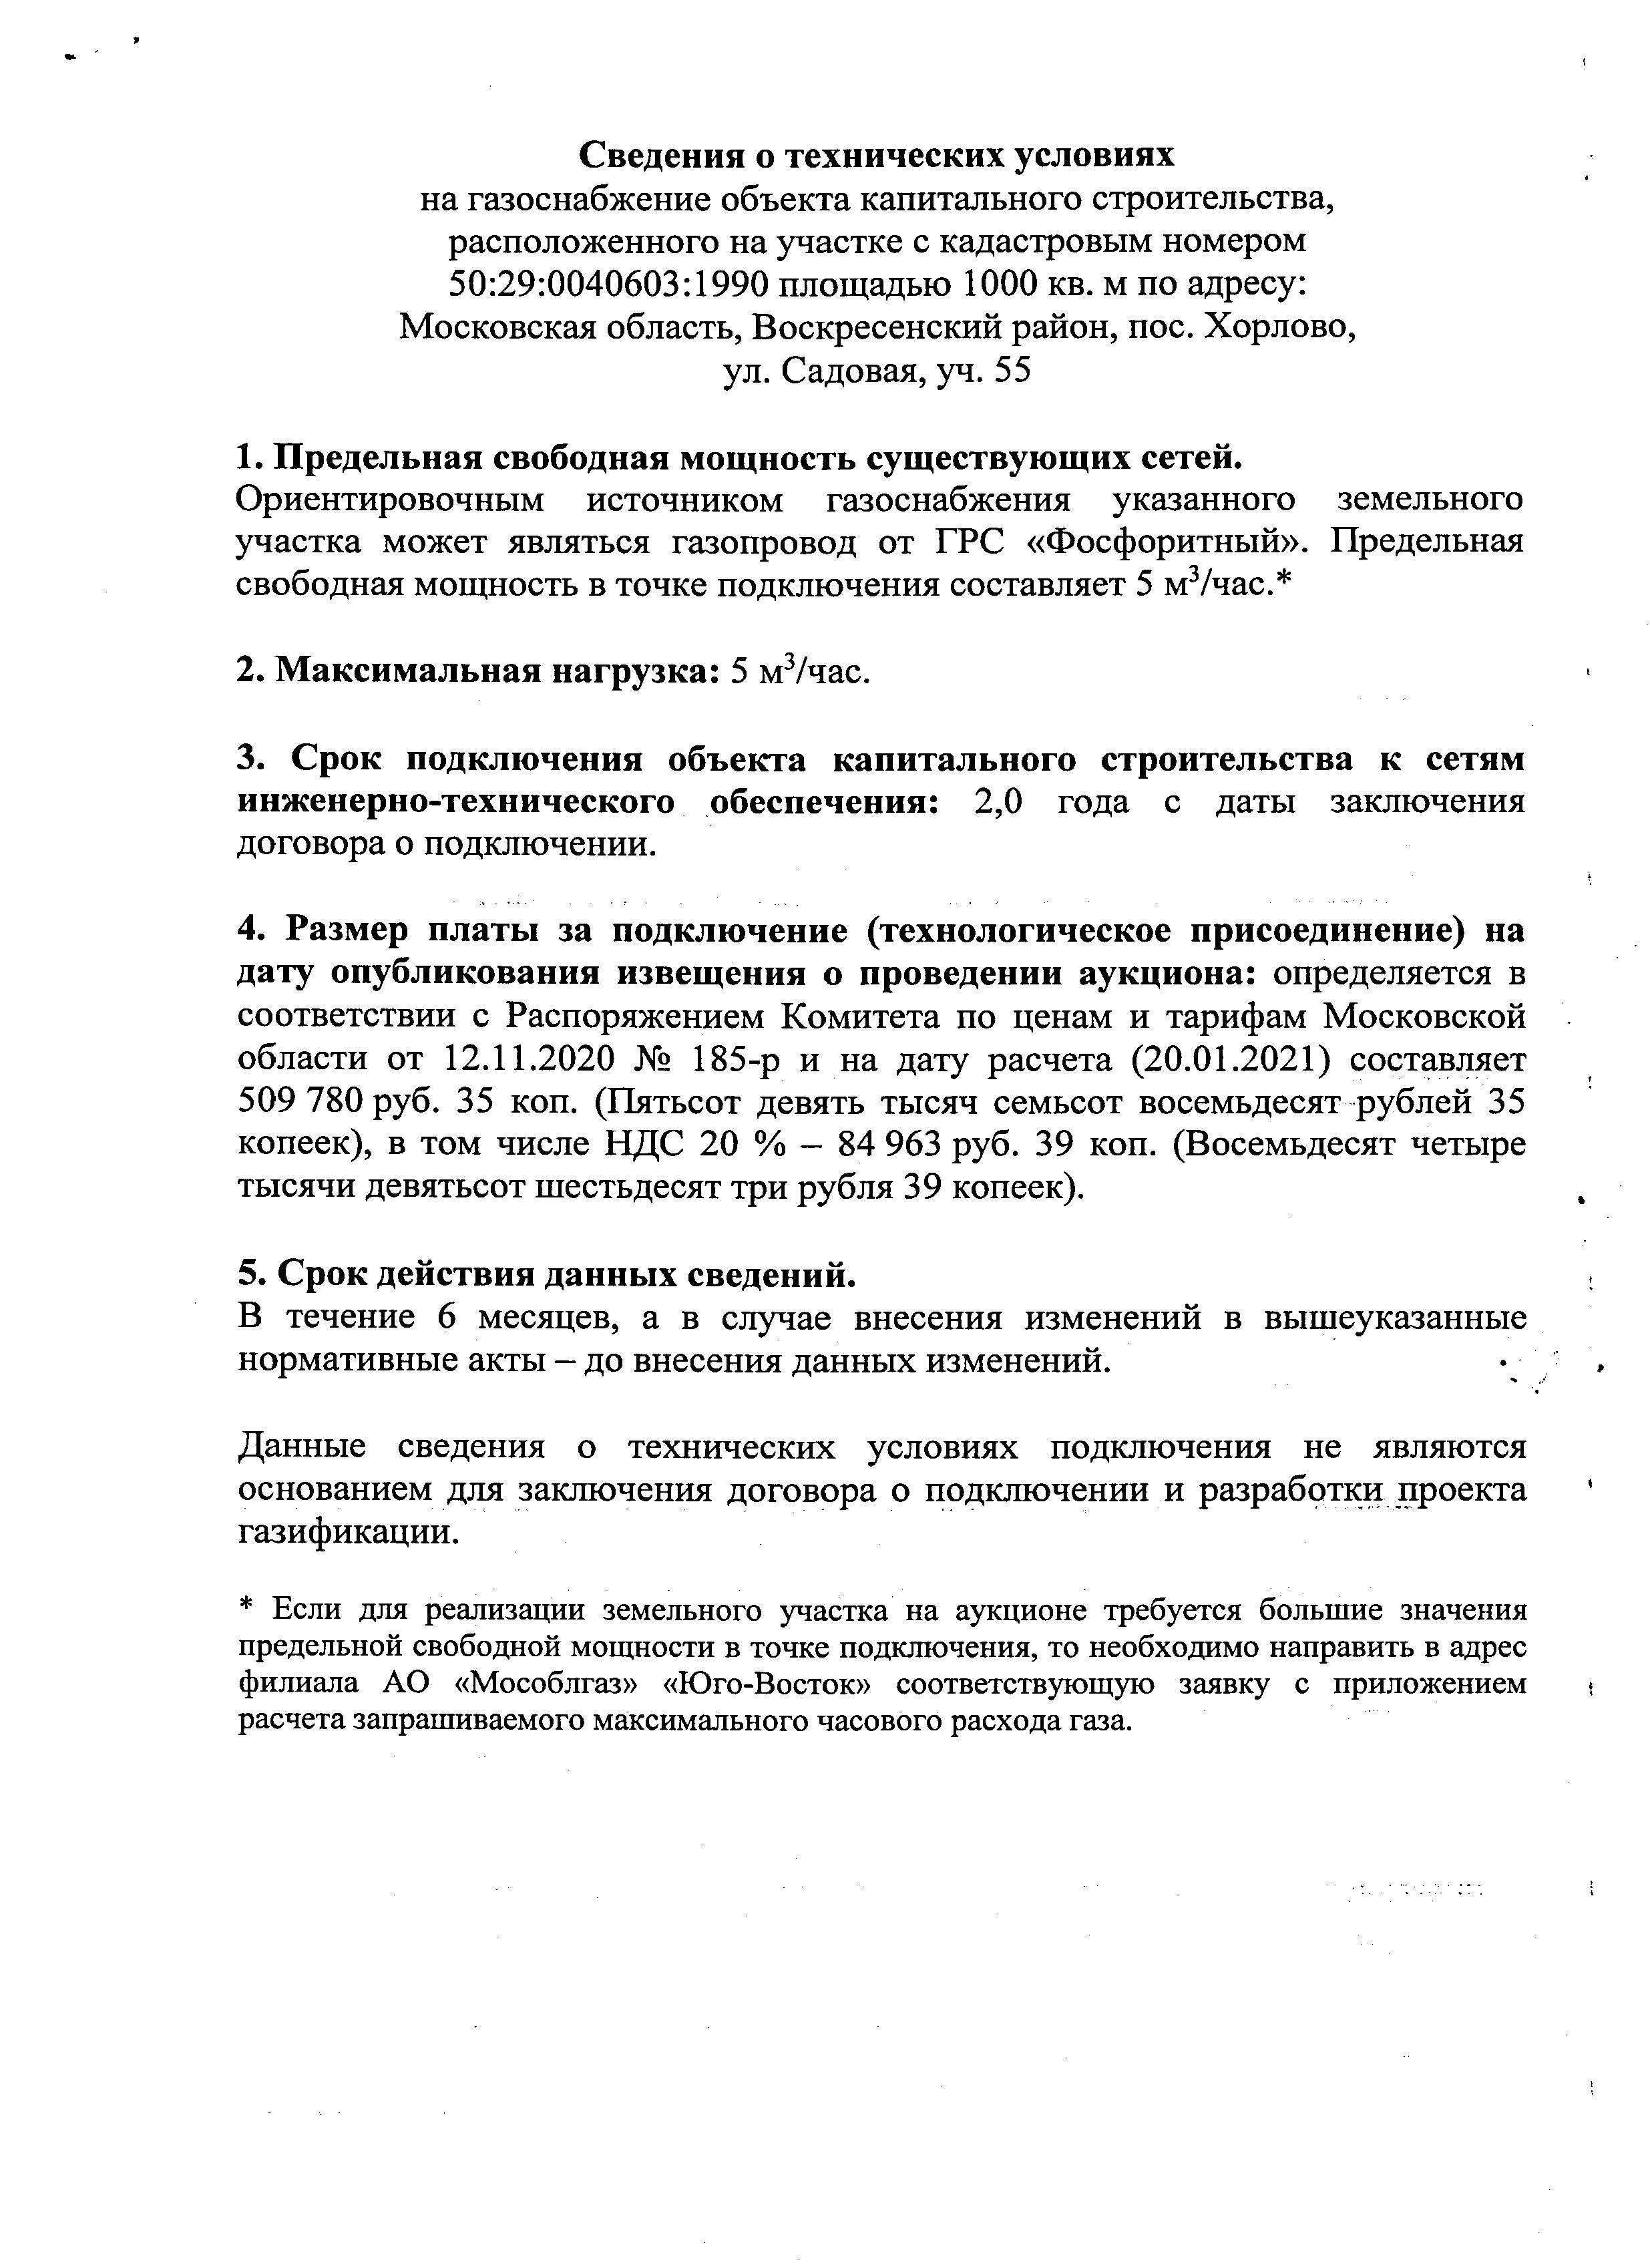 Сведения о технических условиях
на газоснабжение объекта капитального строительства,
расположенного на участке с кадастровым номером
50:29:0040603:1990 площадью 1000 кв. м по адресу:
Московская область, Воскресенский район, пос. Хорлово,
ул. Садовая, уч. 55
1. Предельная свободная мощность существующих сетей.
Ориентировочным источником газоснабжения указанного земельного
участка может являться газопровод от ГРС «Фосфоритный». Предельная
свободная мощность в точке подключения составляет 5 м³/час.*
2. Максимальная нагрузка: 5 м³/час.
3. Срок подключения объекта капитального строительства к сетям
инженерно-технического обеспечения: 2,0 года с даты заключения
договора о подключении.
4. Размер платы за подключение (технологическое присоединение) на
дату опубликования извещения о проведении аукциона: определяется в
соответствии с Распоряжением Комитета по ценам и тарифам Московской
области от 12.11.2020 № 185-р и на дату расчета (20.01.2021) составляет
509 780 руб. 35 коп. (Пятьсот девять тысяч семьсот восемьдесят рублей 35
копеек), в том числе НДС 20 % – 84 963 руб. 39 коп. (Восемьдесят четыре
тысячи девятьсот шестьдесят три рубля 39 копеек).
5. Срок действия данных сведений.
В течение 6 месяцев, а в случае внесения изменений в вышеуказанные
нормативные акты – до внесения данных изменений.
Данные сведения о технических условиях подключения не являются
основанием для заключения договора о подключении и разработки проекта
газификации.
* Если для реализации земельного участка на аукционе требуется большие значения
предельной свободной мощности в точке подключения, то необходимо направить в адрес
филиала АО «Мособлгаз» «Юго-Восток» соответствующую заявку с приложением
расчета запрашиваемого максимального часового расхода газа.